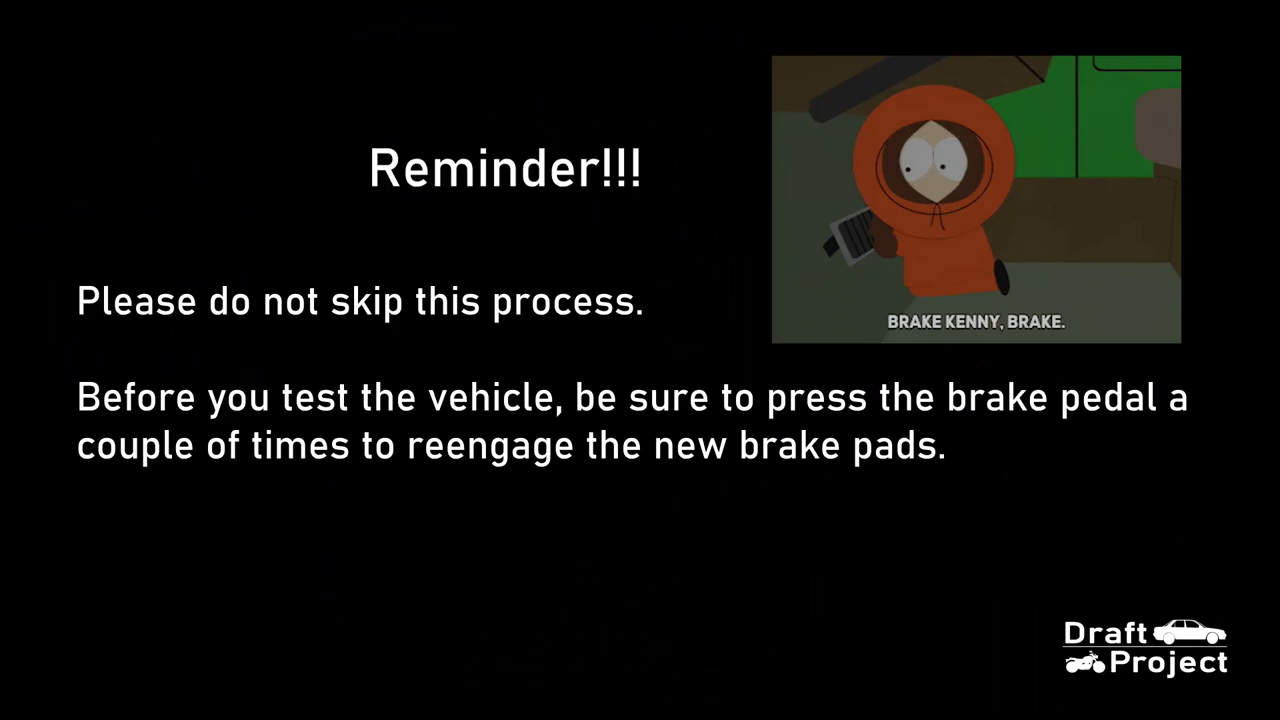 Reminder!!!
BRAKE KENNY, BRAKE.
Please do not skip this process.
Before you test the vehicle, be sure to press the brake pedal a
couple of times to reengage the new brake pads.
Draft
Project